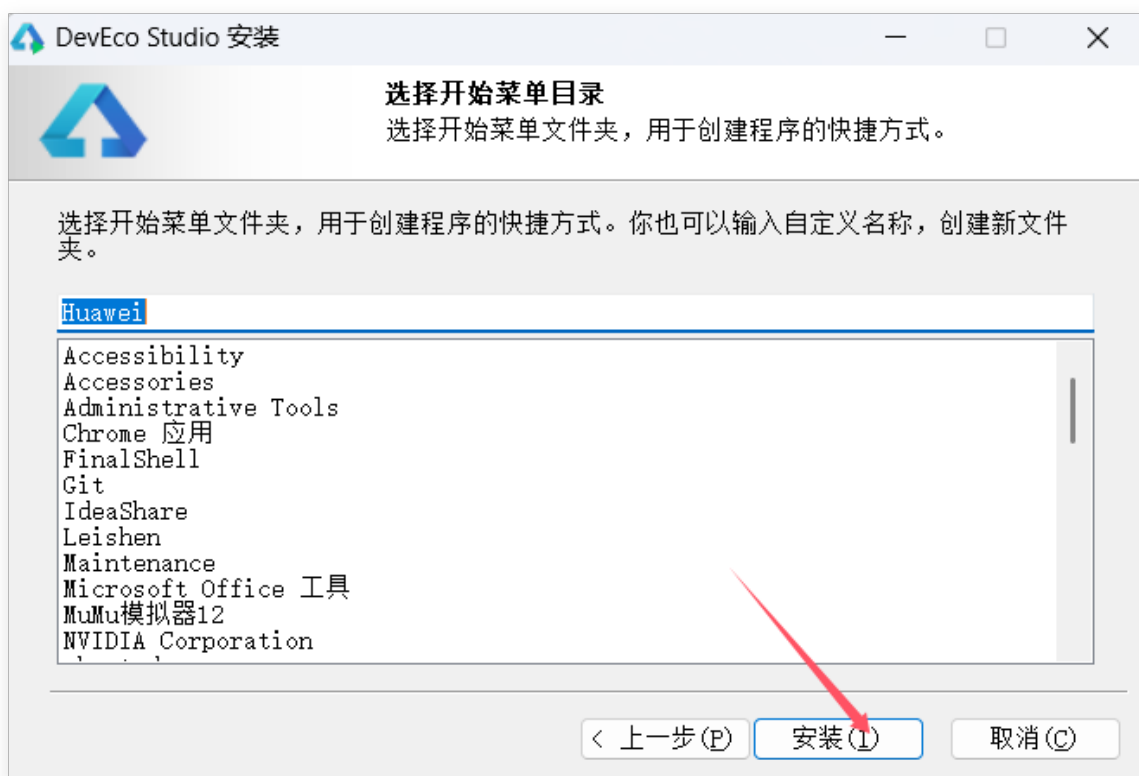 DevEco Studio 安装
选择开始菜单目录
选择开始菜单文件夹，用于创建程序的快捷方式。
选择开始菜单文件夹，用于创建程序的快捷方式。你也可以输入自定义名称，创建新文件
夹。
Huawei
Accessibility
Accessories
Administrative Tools
Chrome 应用
FinalShell
Git
IdeaShare
Leishen
Maintenance
Microsoft Office 工具
MuMu模拟器12
NVIDIA Corporation
< 上一步(P) 安装(I) 取消(C)